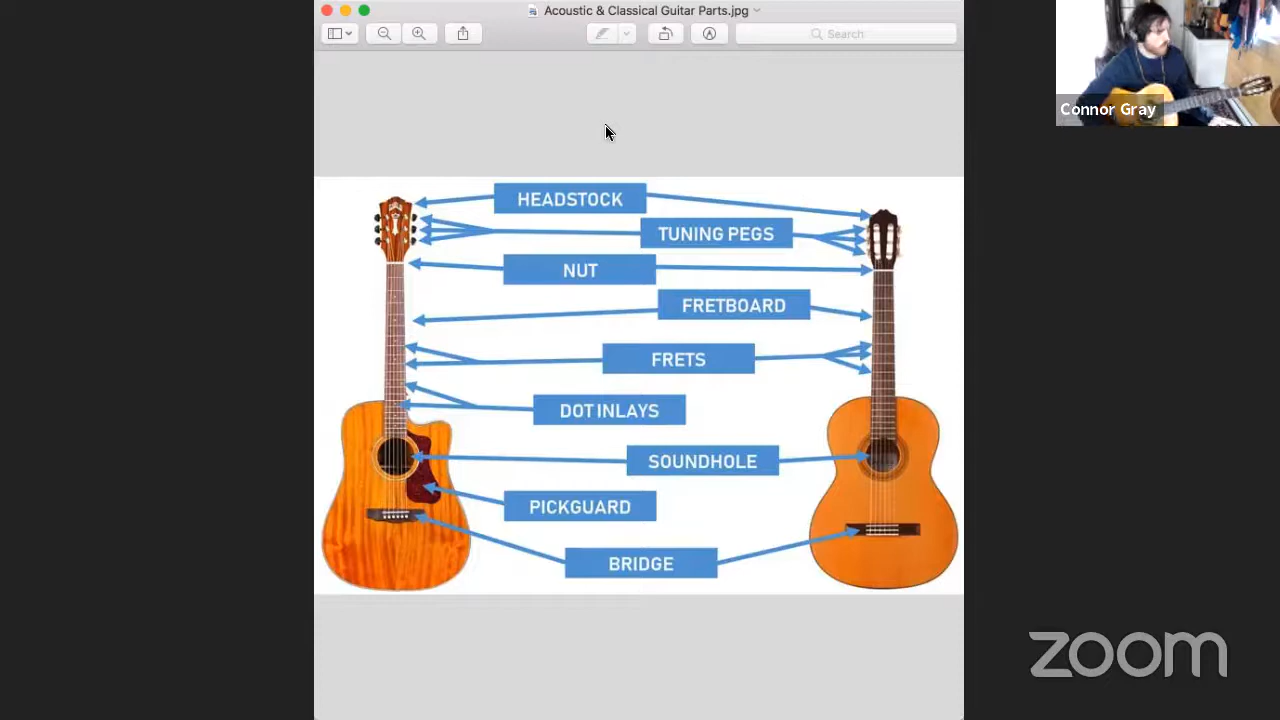 Acoustic & Classical Guitar Parts.jpg
Search
Connor Gray
HEADSTOCK
TUNING PEGS
NUT
FRETBOARD
FRETS
DOT INLAYS
SOUNDHOLE
PICKGUARD
BRIDGE
zoom